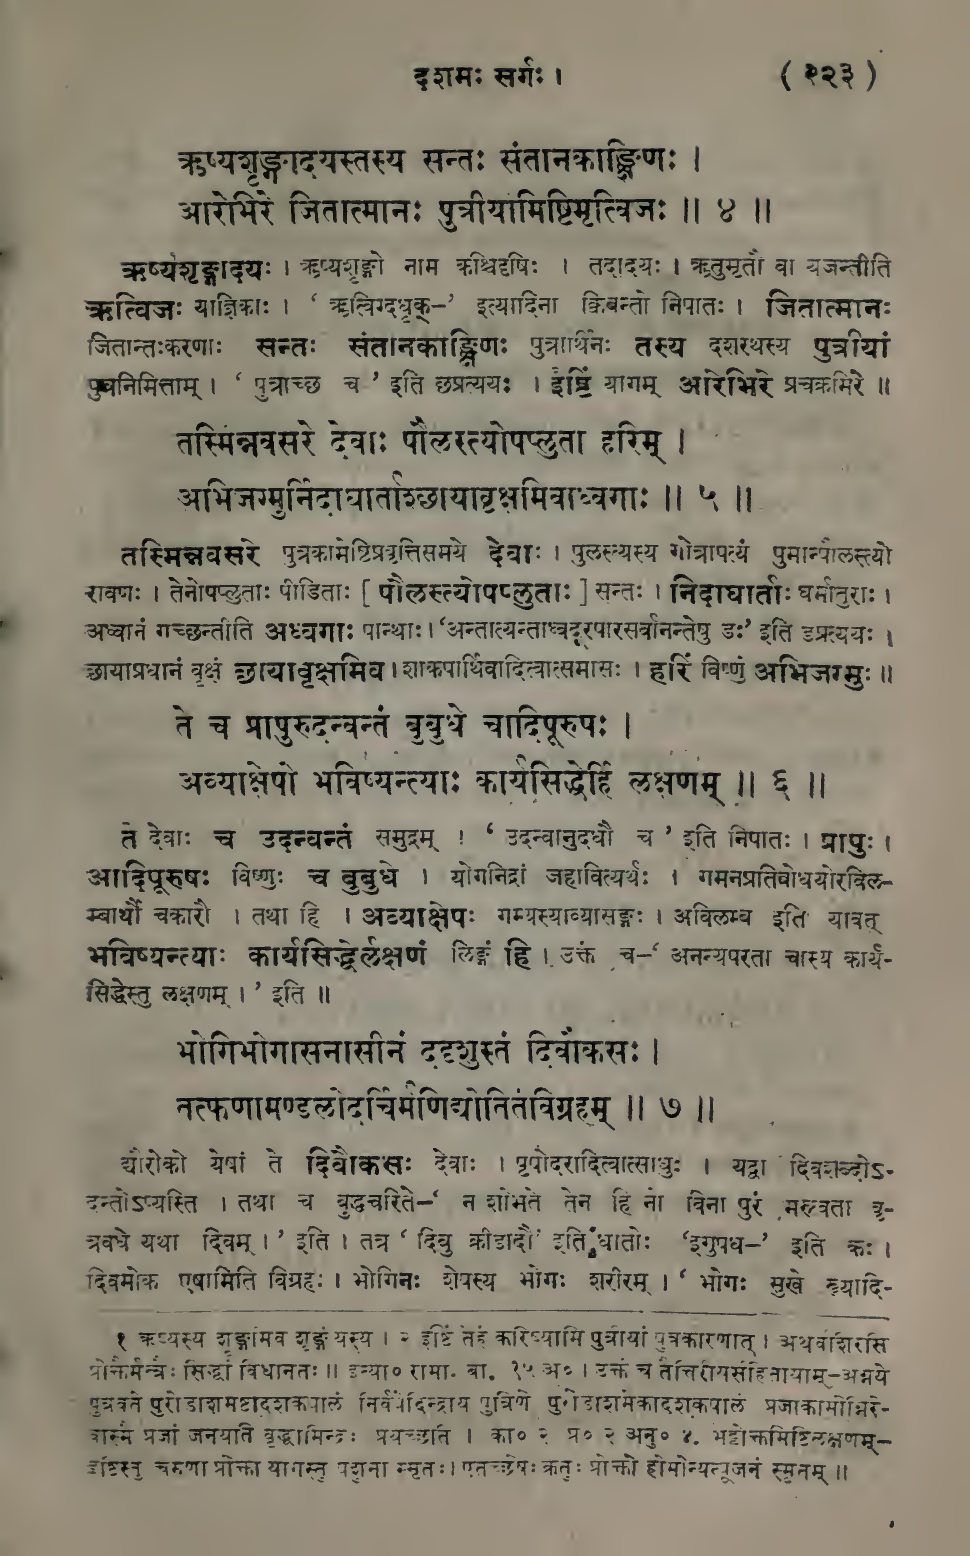 दशमः सर्गः । ( १२३ )
ऋष्यशृङ्गादयस्तस्य सन्तः संतानकाङ्क्षिणः ।
आरेभिरे जितात्मानः पुत्रीयामिष्टिमृत्विजः ॥ ४ ॥
ऋष्यशृङ्गादयः । ऋष्यशृङ्गो नाम कश्चिदृषिः । तदादयः । ऋतुमृतौ वा यजन्तीति
ऋत्विजः याज्ञिकाः । ‘ ऋत्विग्दधृक्–’ इत्यादिना क्विबन्तो निपातः । जितात्मानः
जितान्तःकरणाः सन्तः संतानकाङ्क्षिणः पुत्रार्थिनः तस्य दशरथस्य पुत्रीयां
पुत्रनिमित्ताम् । ‘ पुत्राच्छ च ’ इति छप्रत्ययः । इष्टिं यागम् आरेभिरे प्रचक्रमिरे ॥
तस्मिन्नवसरे देवाः पौलस्त्योपप्लुता हरिम् ।
अभिजग्मुर्निदाघार्ताश्छायावृक्षमिवाध्वगाः ॥ ५ ॥
तस्मिन्नवसरे पुत्रकामेष्टिप्रवृत्तिसमये देवाः । पुलस्त्यस्य गोत्रापत्यं पुमान्पौलस्त्यो
रावणः । तेनोपप्लुताः पीडिताः [ पौलस्त्योपप्लुताः ] सन्तः । निदाघार्ताः घर्मातुराः ।
अध्वानं गच्छन्तीति अध्वगाः पान्थाः । ‘अन्तात्यन्ताध्वदूरपारसर्वानन्तेषु डः’ इति डप्रत्ययः ।
छायाप्रधानं वृक्षं छायावृक्षमिव । शाकपार्थिवादित्वात्समासः । हरिं विष्णुं अभिजग्मुः ॥
ते च प्रापुरुदन्वन्तं बुबुधे चादिपूरुषः ।
अव्याक्षेपो भविष्यन्त्याः कार्यसिद्धेर्हि लक्षणम् ॥ ६ ॥
ते देवाः च उदन्वन्तं समुद्रम् । ‘ उदन्वानुदधौ च ’ इति निपातः । प्रापुः ।
आदिपूरुषः विष्णुः च बुबुधे । योगनिद्रां जहावित्यर्थः । गमनप्रतिबोधयोरविल-
म्बार्थौ चकारौ । तथा हि । अव्याक्षेपः गम्यस्याव्यासङ्गः । अविलम्ब इति यावत्
भविष्यन्त्याः कार्यसिद्धेर्लक्षणं लिङ्गं हि । उक्तं च–‘ अनन्यपरता चास्य कार्य-
सिद्धेस्तु लक्षणम् । ’ इति ॥
भोगिभोगासनासीनं ददृशुस्तं दिवौकसः ।
तत्फणामण्डलोदर्चिर्मणिद्योतितविग्रहम् ॥ ७ ॥
द्यौरोको येषां ते दिवौकसः देवाः । पृषोदरादित्वात्साधुः । यद्वा दिवशब्दोऽ-
दन्तोऽप्यस्ति । तथा च बुद्धचरिते–‘ न शोभते तेन हि नो विना पुरं मरुत्वता वृ-
त्रवधे यथा दिवम् । ’ इति । तत्र ‘ दिवु क्रीडादौ’ इति धातोः ‘इगुपध–’ इति कः ।
दिवमोक एषामिति विग्रहः । भोगिनः शेषस्य भोगः शरीरम् । ‘ भोगः सुखे स्त्र्यादि-
१ ऋष्यस्य शृङ्गमिव शृङ्गं यस्य । २ इष्टिं तेहं करिष्यामि पुत्रीयां पुत्रकारणात् । अथर्वशिरसि
प्रोक्तैर्मन्त्रैः सिद्धां विधानतः ॥ इत्या० रामा. बा. १५ अ० । उक्तं च तैत्तिरीयसंहितायाम्–अग्नये
पुत्रवते पुरोडाशमष्टादशकपालं निर्वपेदिन्द्राय पुत्रिणे पुरोडाशमेकादशकपालं प्रजाकामोग्निरे-
वास्मै प्रजां जनयति वृद्धामिन्द्रः प्रयच्छति । का० २ प्र० २ अनु० ४. भट्टोक्तमिष्टिलक्षणम्–
इष्टिस्तु चरुणा प्रोक्ता यागस्तु पशुना स्मृतः । एतच्छेषः क्रतुः प्रोक्तो होमोन्यत्पूजनं स्मृतम् ॥